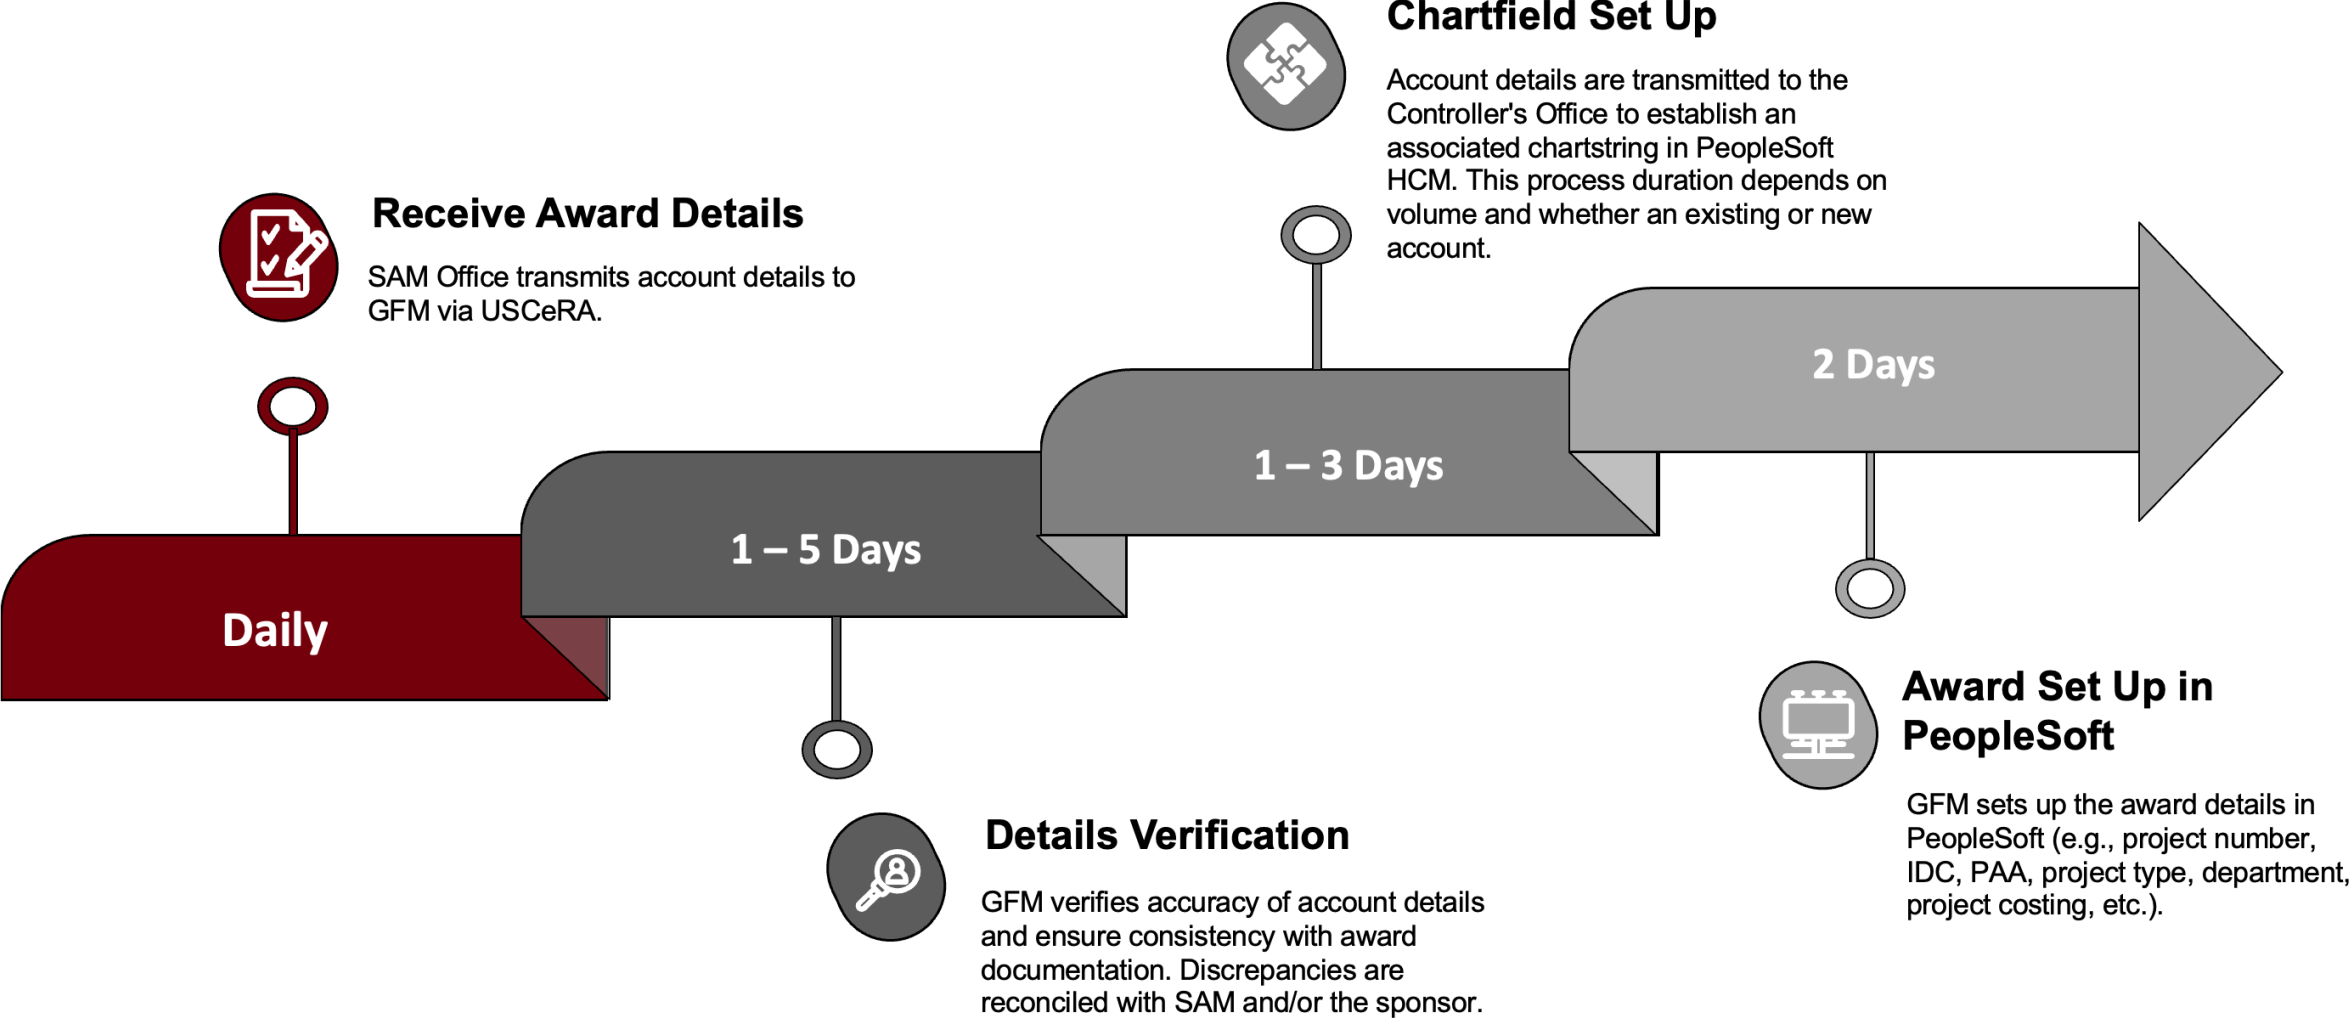 Receive Award Details
SAM Office transmits account details to
GFM via USCeRA.
Daily
1 – 5 Days
Details Verification
GFM verifies accuracy of account details
and ensure consistency with award
documentation. Discrepancies are
reconciled with SAM and/or the sponsor.
Chartfield Set Up
Account details are transmitted to the
Controller's Office to establish an
associated chartstring in PeopleSoft
HCM. This process duration depends on
volume and whether an existing or new
account.
1 – 3 Days
2 Days
Award Set Up in
PeopleSoft
GFM sets up the award details in
PeopleSoft (e.g., project number,
IDC, PAA, project type, department,
project costing, etc.).